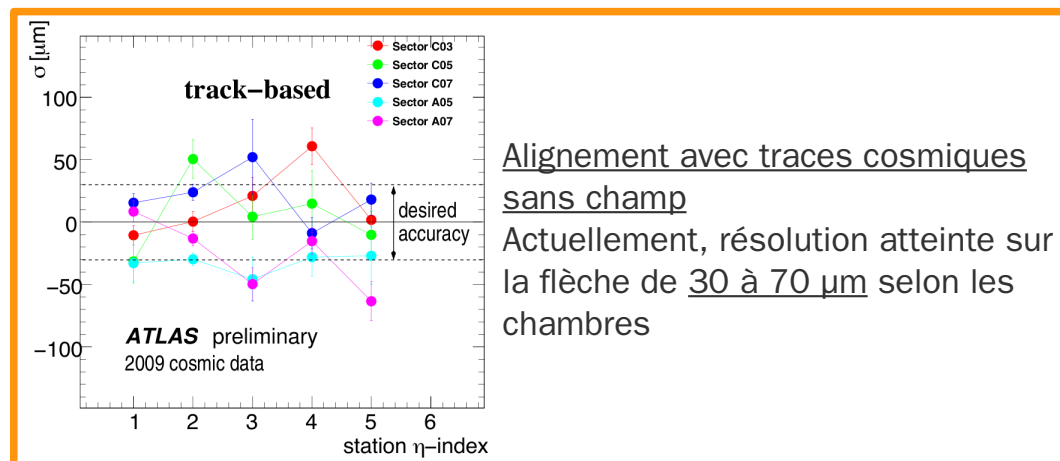 σ [μm]
Sector C03
Sector C05
Sector C07
Sector A05
Sector A07
track−based
100
50
0
−50
−100
desired
accuracy
ATLAS preliminary
2009 cosmic data
1 2 3 4 5 6
station η−index
Alignement avec traces cosmiques
sans champ
Actuellement, résolution atteinte sur
la flèche de 30 à 70 μm selon les
chambres